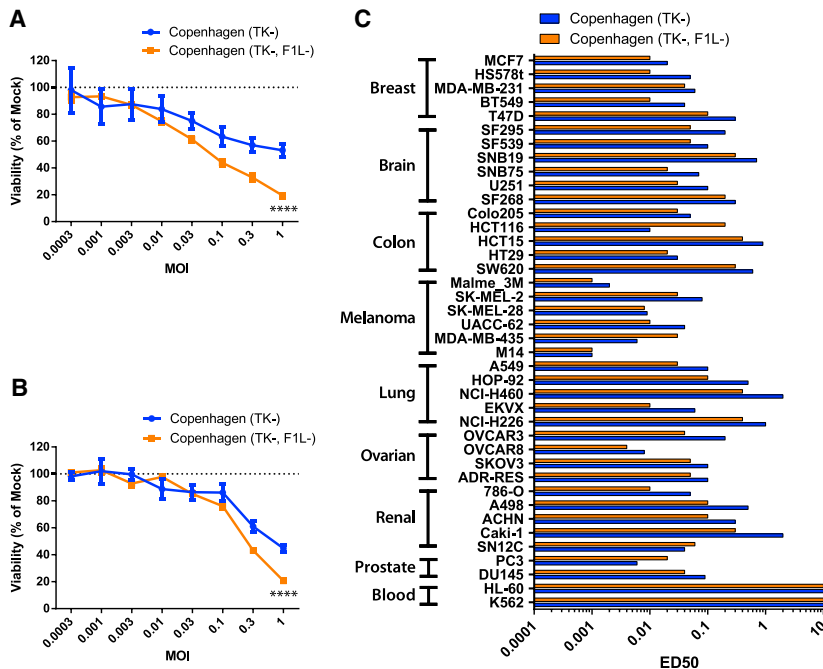 A
Copenhagen (TK-)
Copenhagen (TK-, F1L-)
Viability (% of Mock)
120
100
80
60
40
20
0
****
0.0003
0.001
0.003
0.01
0.03
0.1
0.3
1
MOI
B
Copenhagen (TK-)
Copenhagen (TK-, F1L-)
Viability (% of Mock)
120
100
80
60
40
20
0
****
0.0003
0.001
0.003
0.01
0.03
0.1
0.3
1
MOI
C
Copenhagen (TK-)
Copenhagen (TK-, F1L-)
Breast
MCF7
HS578t
MDA-MB-231
BT549
T47D
Brain
SF295
SF539
SNB19
SNB75
U251
SF268
Colon
Colo205
HCT116
HCT15
HT29
SW620
Melanoma
Malme_3M
SK-MEL-2
SK-MEL-28
UACC-62
MDA-MB-435
M14
Lung
A549
HOP-92
NCI-H460
EKVX
NCI-H226
Ovarian
OVCAR3
OVCAR8
SKOV3
ADR-RES
Renal
786-O
A498
ACHN
Caki-1
SN12C
Prostate
PC3
DU145
Blood
HL-60
K562
0.0001
0.001
0.01
0.1
1
10
ED50